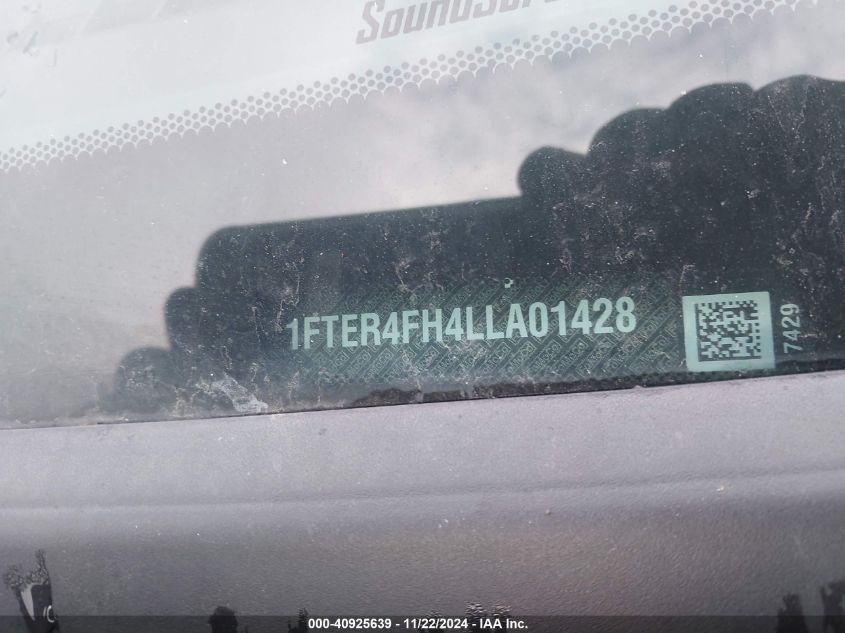 1FTER4FH4LLA01428
7429
000-40925639 - 11/22/2024 - IAA Inc.